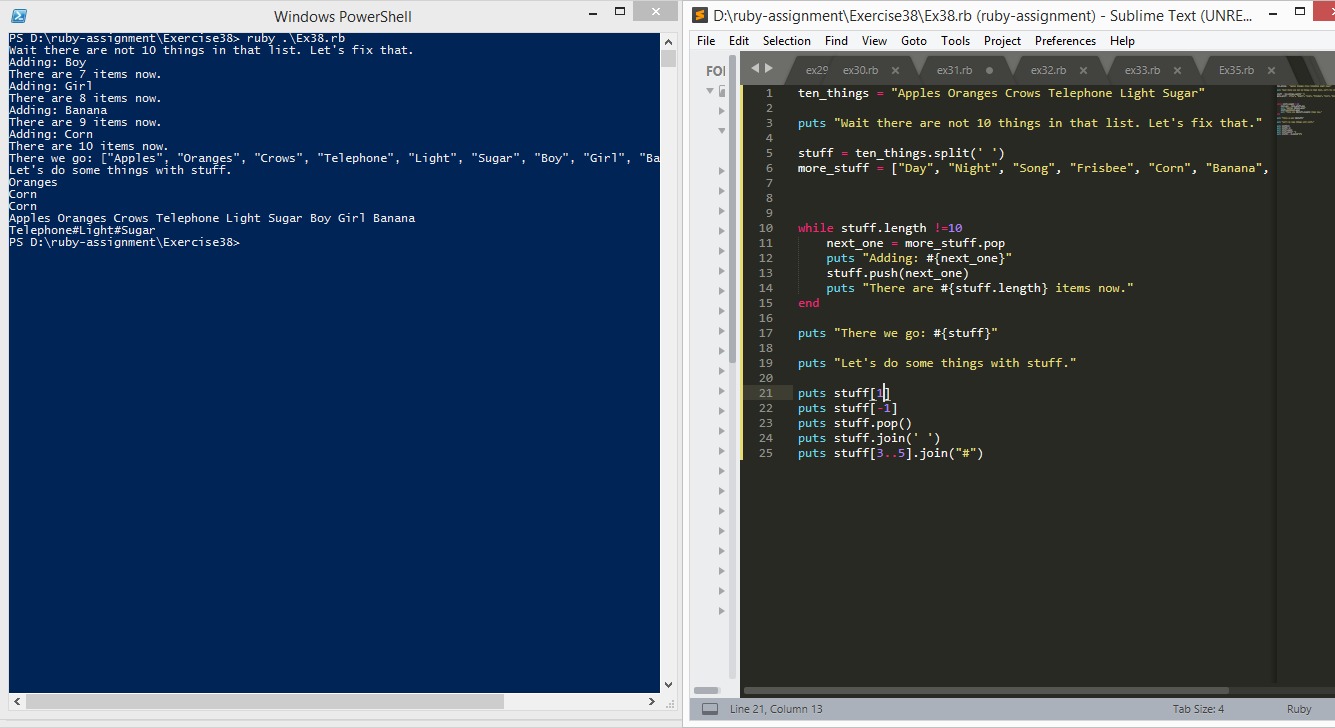 Windows PowerShell
PS D:\ruby-assignment\Exercise38> ruby .\Ex38.rb
Wait there are not 10 things in that list. Let's fix that.
Adding: Boy
There are 7 items now.
Adding: Girl
There are 8 items now.
Adding: Banana
There are 9 items now.
Adding: Corn
There are 10 items now.
There we go: ["Apples", "Oranges", "Crows", "Telephone", "Light", "Sugar", "Boy", "Girl", "Ba
Let's do some things with stuff.
Oranges
Corn
Corn
Apples Oranges Crows Telephone Light Sugar Boy Girl Banana
Telephone#Light#Sugar
PS D:\ruby-assignment\Exercise38>
D:\ruby-assignment\Exercise38\Ex38.rb (ruby-assignment) - Sublime Text (UNRE...
File Edit Selection Find View Goto Tools Project Preferences Help
FO
ex29 ex30.rb ex31.rb ex32.rb ex33.rb Ex35.rb
1 ten_things = "Apples Oranges Crows Telephone Light Sugar"
2
3 puts "Wait there are not 10 things in that list. Let's fix that."
4
5 stuff = ten_things.split(' ')
6 more_stuff = ["Day", "Night", "Song", "Frisbee", "Corn", "Banana",
7
8
9
10 while stuff.length !=10
11 next_one = more_stuff.pop
12 puts "Adding: #{next_one}"
13 stuff.push(next_one)
14 puts "There are #{stuff.length} items now."
15 end
16
17 puts "There we go: #{stuff}"
18
19 puts "Let's do some things with stuff."
20
21 puts stuff[1]
22 puts stuff[-1]
23 puts stuff.pop()
24 puts stuff.join(' ')
25 puts stuff[3..5].join("#")
Line 21, Column 13
Tab Size: 4
Ruby